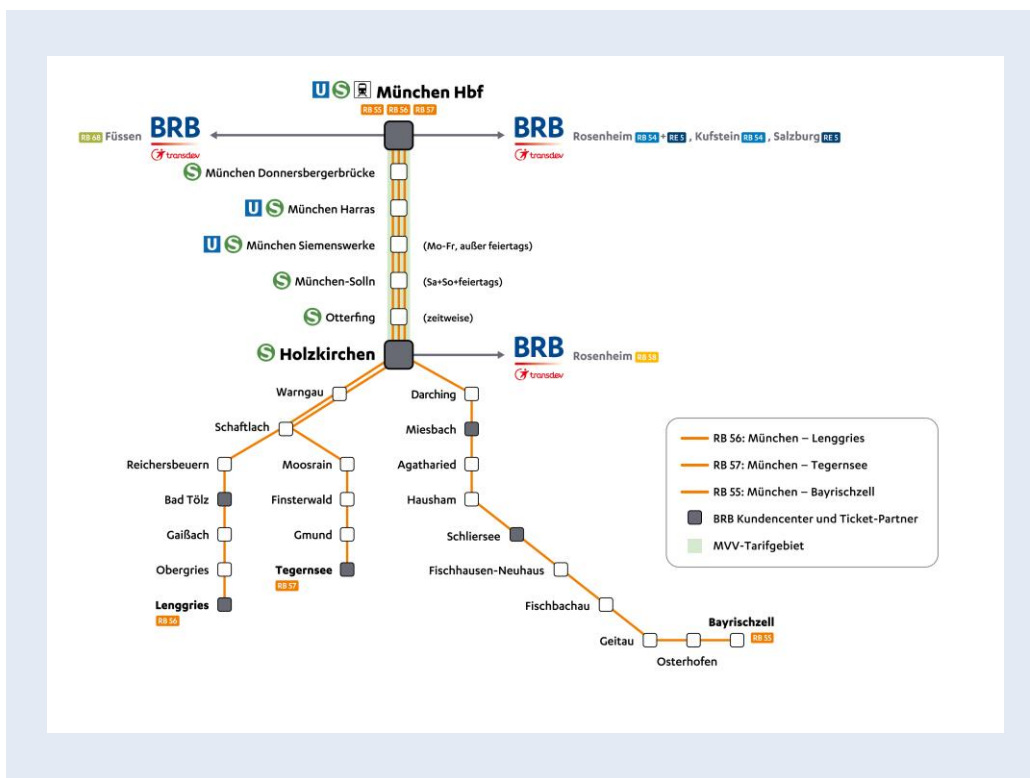 U S München Hbf
RB 55 RB 56 RB 57
RB 68 Füssen BRB transdev
BRB transdev Rosenheim RB 54 + RE 5 , Kufstein RB 54 , Salzburg RE 5
S München Donnersbergerbrücke
U S München Harras
U S München Siemenswerke (Mo-Fr, außer feiertags)
S München-Solln (Sa+So+feiertags)
S Otterfing (zeitweise)
S Holzkirchen
BRB transdev Rosenheim RB 58
Warngau
Schaftlach
Reichersbeuern
Bad Tölz
Gaißach
Obergries
Lenggries
RB 56
Moosrain
Finsterwald
Gmund
Tegernsee
RB 57
Darching
Miesbach
Agatharied
Hausham
Schliersee
Fischhausen-Neuhaus
Fischbachau
Geitau
Osterhofen
Bayrischzell
RB 55
RB 56: München – Lenggries
RB 57: München – Tegernsee
RB 55: München – Bayrischzell
BRB Kundencenter und Ticket-Partner
MVV-Tarifgebiet